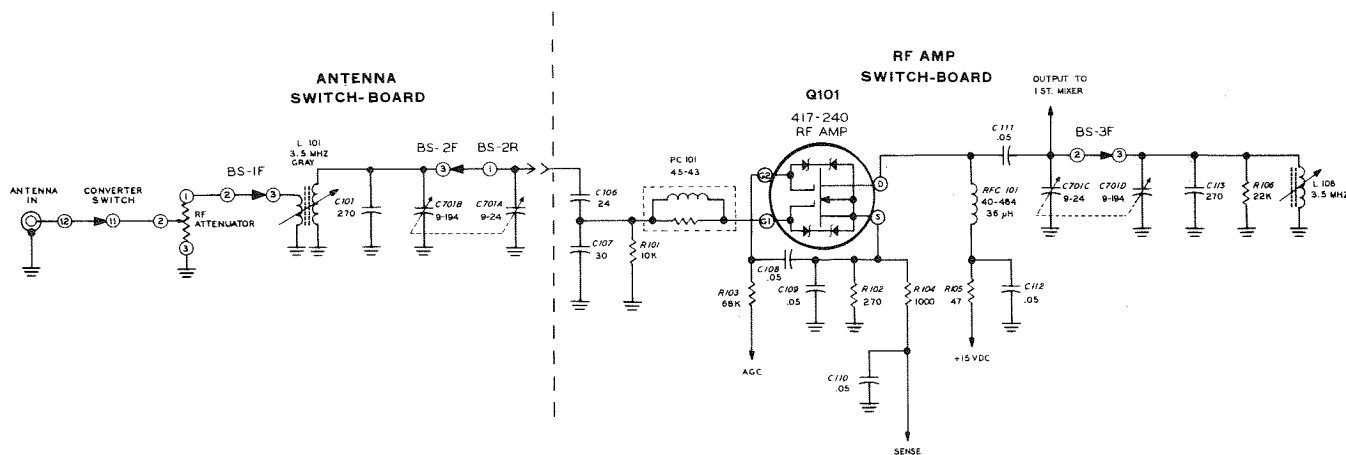 ANTENNA
SWITCH-BOARD
RF AMP
SWITCH-BOARD
ANTENNA
IN
12
CONVERTER
SWITCH
11
2
1
3
RF
ATTENUATOR
BS-1F
2
3
L 101
3.5 MHZ
GRAY
C101
270
BS-2F
3
C701B
9-194
BS-2R
1
C701A
9-24
C106
24
C107
30
R101
10K
PC 101
45-43
Q101
417-240
RF AMP
G2
G1
D
S
R103
68K
AGC
C108
.05
C109
.05
R102
270
R104
1000
C110
.05
SENSE
RFC 101
40-484
36 µH
R105
47
+15VDC
C112
.05
C111
.05
OUTPUT TO
1 ST. MIXER
BS-3F
2
3
C701C
9-24
C701D
9-194
C113
270
R106
22K
L 108
3.5 MHZ